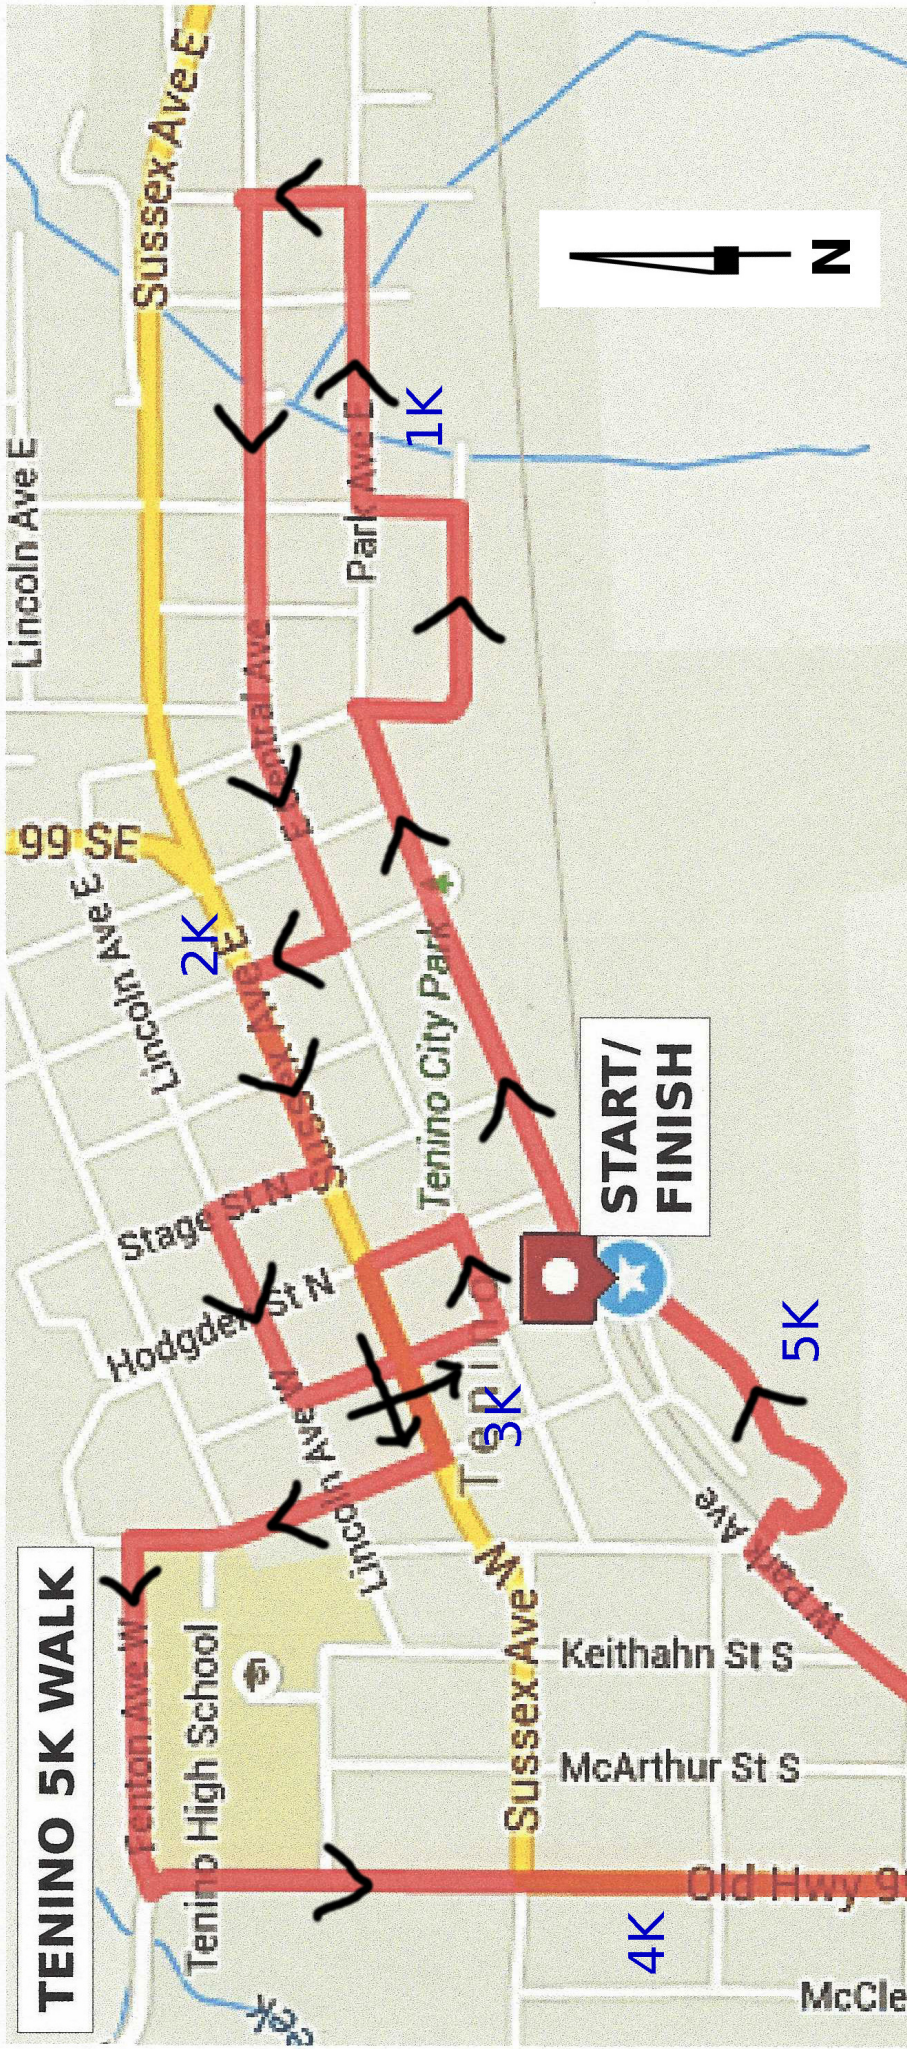 TENINO 5K WALK
Sussex Ave E
Lincoln Ave E
99 SE
Lincoln Ave E
2K
Park Ave E
1K
E Central Ave
N
Sussex Ave E
Stage St N
Hodgden St N
Tenino City Park
START/
FINISH
Tenino
3K
5K
Lincoln Ave W
Fenton Ave W
Tenino High School
Sussex Ave W
W Park Ave
Keithahn St S
McArthur St S
Old Hwy 9
4K
McCle